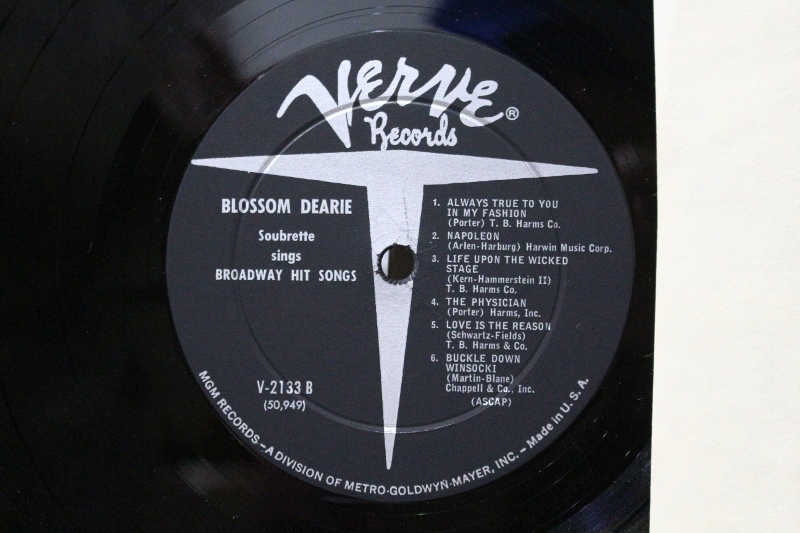 Verve®
Records
BLOSSOM DEARIE
Soubrette
sings
BROADWAY HIT SONGS
1. ALWAYS TRUE TO YOU
IN MY FASHION
(Porter) T. B. Harms Co.
2. NAPOLEON
(Arlen-Harburg) Harwin Music Corp.
3. LIFE UPON THE WICKED
STAGE
(Kern-Hammerstein II)
T. B. Harms Co.
4. THE PHYSICIAN
(Porter) Harms, Inc.
5. LOVE IS THE REASON
(Schwartz-Fields)
T. B. Harms & Co.
6. BUCKLE DOWN
WINSOCKI
(Martin-Blane)
Chappell & Co., Inc.
(ASCAP)
V-2133 B
(50,949)
MGM RECORDS–A DIVISION OF METRO-GOLDWYN-MAYER, INC. – Made in U. S. A.